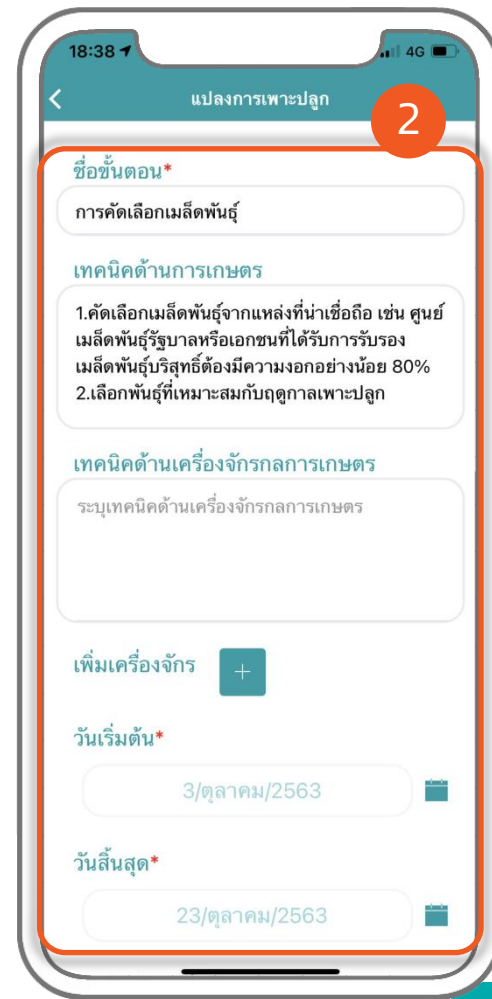 18:38
4G
แปลงการเพาะปลูก
2
ชื่อขั้นตอน*
การคัดเลือกเมล็ดพันธุ์
เทคนิคด้านการเกษตร
1.คัดเลือกเมล็ดพันธุ์จากแหล่งที่น่าเชื่อถือ เช่น ศูนย์
เมล็ดพันธุ์รัฐบาลหรือเอกชนที่ได้รับการรับรอง
เมล็ดพันธุ์บริสุทธิ์ต้องมีความงอกอย่างน้อย 80%
2.เลือกพันธุ์ที่เหมาะสมกับฤดูกาลเพาะปลูก
เทคนิคด้านเครื่องจักรกลการเกษตร
ระบุเทคนิคด้านเครื่องจักรกลการเกษตร
เพิ่มเครื่องจักร +
วันเริ่มต้น*
3/ตุลาคม/2563
วันสิ้นสุด*
23/ตุลาคม/2563